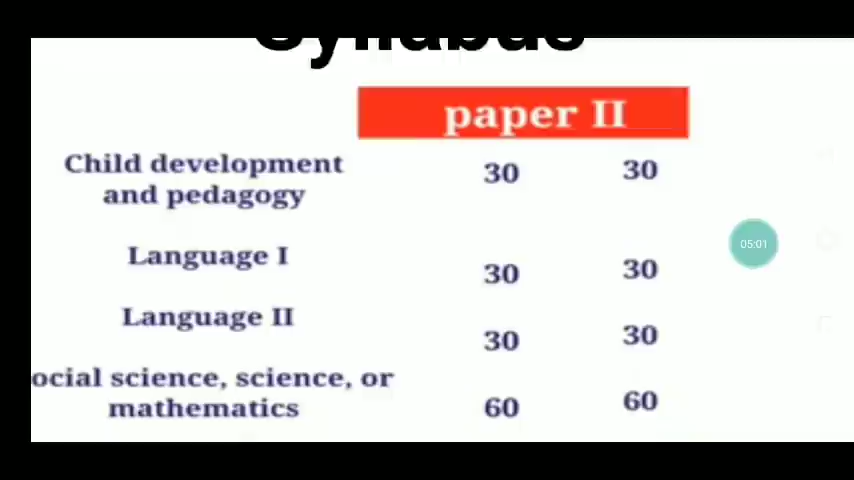 Syllabus
paper II
Child development
and pedagogy
30 30
Language I
30 30
Language II
30 30
ocial science, science, or
mathematics
60 60
05:01